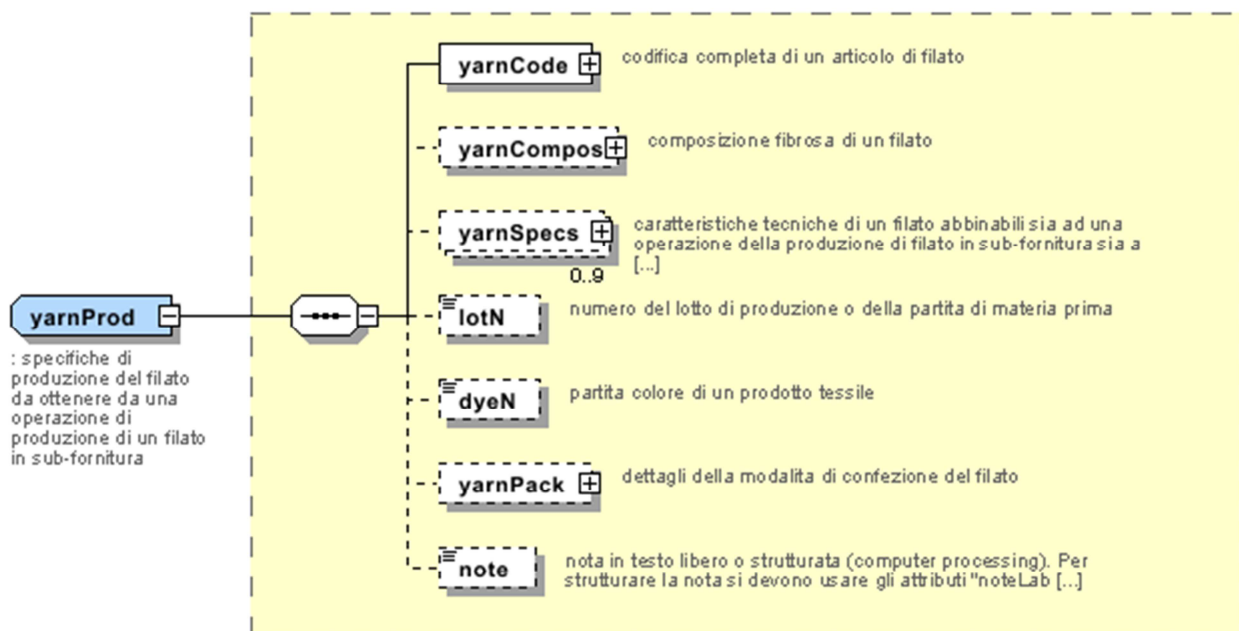 yarnCode
codifica completa di un articolo di filato
yarnCompos
composizione fibrosa di un filato
yarnSpecs
caratteristiche tecniche di un filato abbinabili sia ad una
operazione della produzione di filato in sub-fornitura sia a
[...]
0..9
yarnProd
: specifiche di
produzione del filato
da ottenere da una
operazione di
produzione di un filato
in sub-fornitura
lotN
numero del lotto di produzione o della partita di materia prima
dyeN
partita colore di un prodotto tessile
yarnPack
dettagli della modalita di confezione del filato
note
nota in testo libero o strutturata (computer processing). Per
strutturare la nota si devono usare gli attributi "noteLab [...]